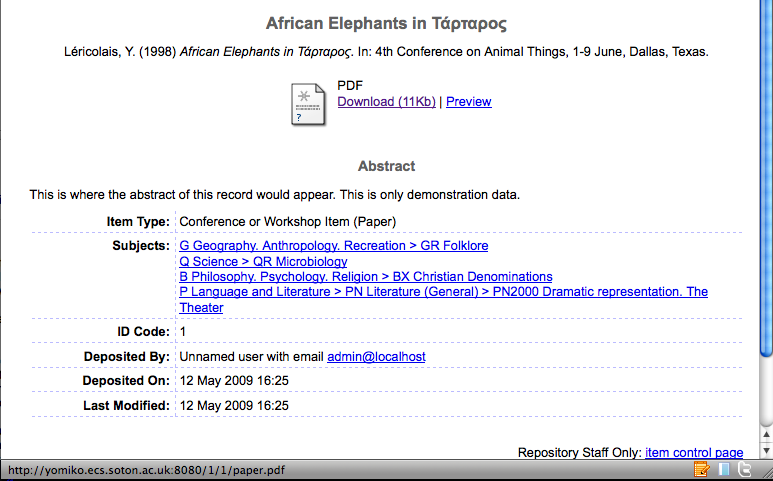 African Elephants in Τάρταρος
Léricolais, Y. (1998) African Elephants in Τάρταρος. In: 4th Conference on Animal Things, 1-9 June, Dallas, Texas.
?
PDF
Download (11Kb) | Preview
Abstract
This is where the abstract of this record would appear. This is only demonstration data.
Item Type: Conference or Workshop Item (Paper)
Subjects: G Geography. Anthropology. Recreation > GR Folklore
Q Science > QR Microbiology
B Philosophy. Psychology. Religion > BX Christian Denominations
P Language and Literature > PN Literature (General) > PN2000 Dramatic representation. The
Theater
ID Code: 1
Deposited By: Unnamed user with email admin@localhost
Deposited On: 12 May 2009 16:25
Last Modified: 12 May 2009 16:25
Repository Staff Only: item control page
http://yomiko.ecs.soton.ac.uk:8080/1/1/paper.pdf